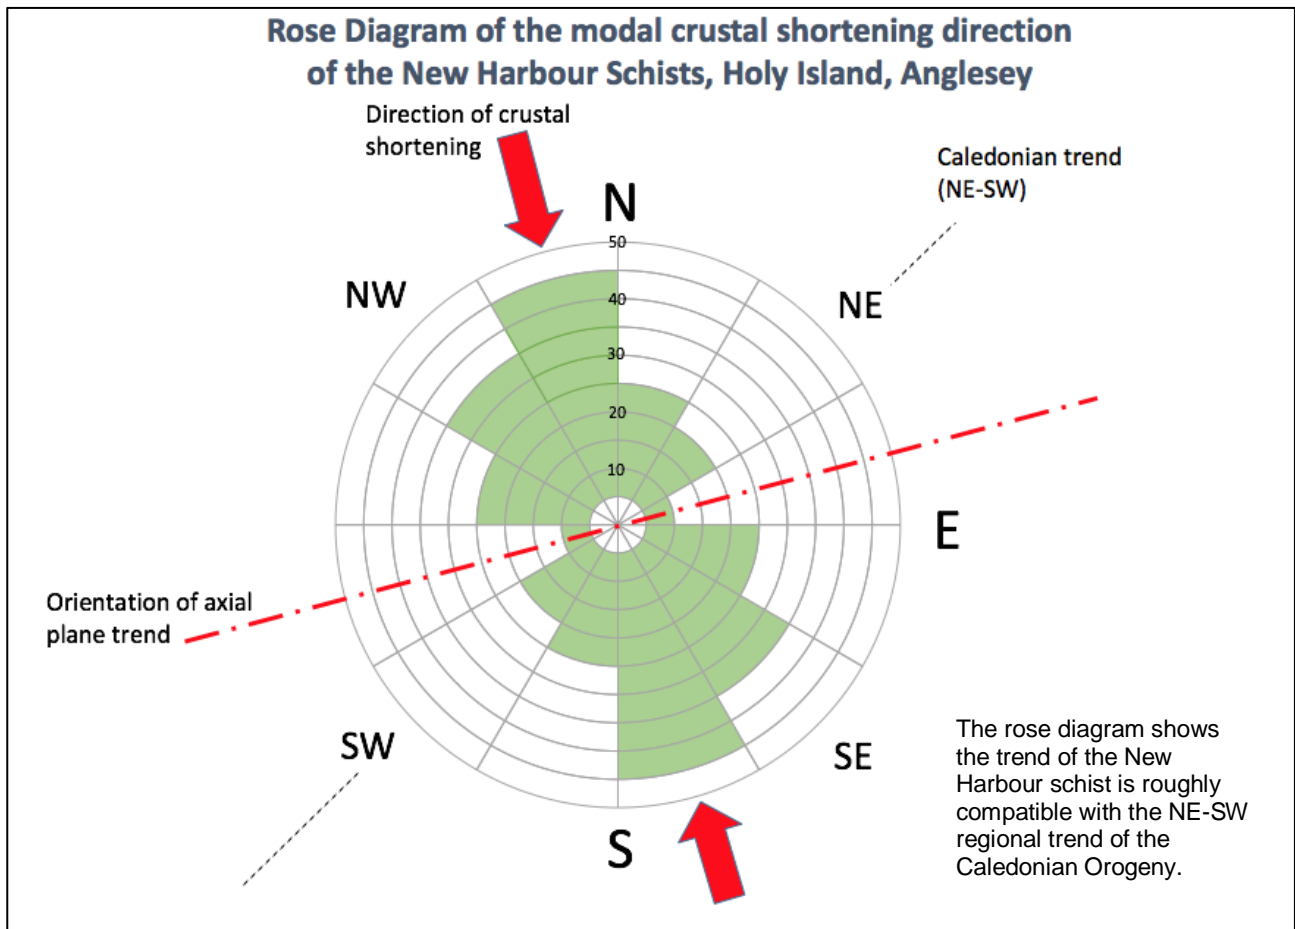 Rose Diagram of the modal crustal shortening direction
of the New Harbour Schists, Holy Island, Anglesey
Direction of crustal
shortening
Caledonian trend
(NE-SW)
N
50
NW
NE
40
30
20
10
E
Orientation of axial
plane trend
SW
SE
S
The rose diagram shows
the trend of the New
Harbour schist is roughly
compatible with the NE-SW
regional trend of the
Caledonian Orogeny.